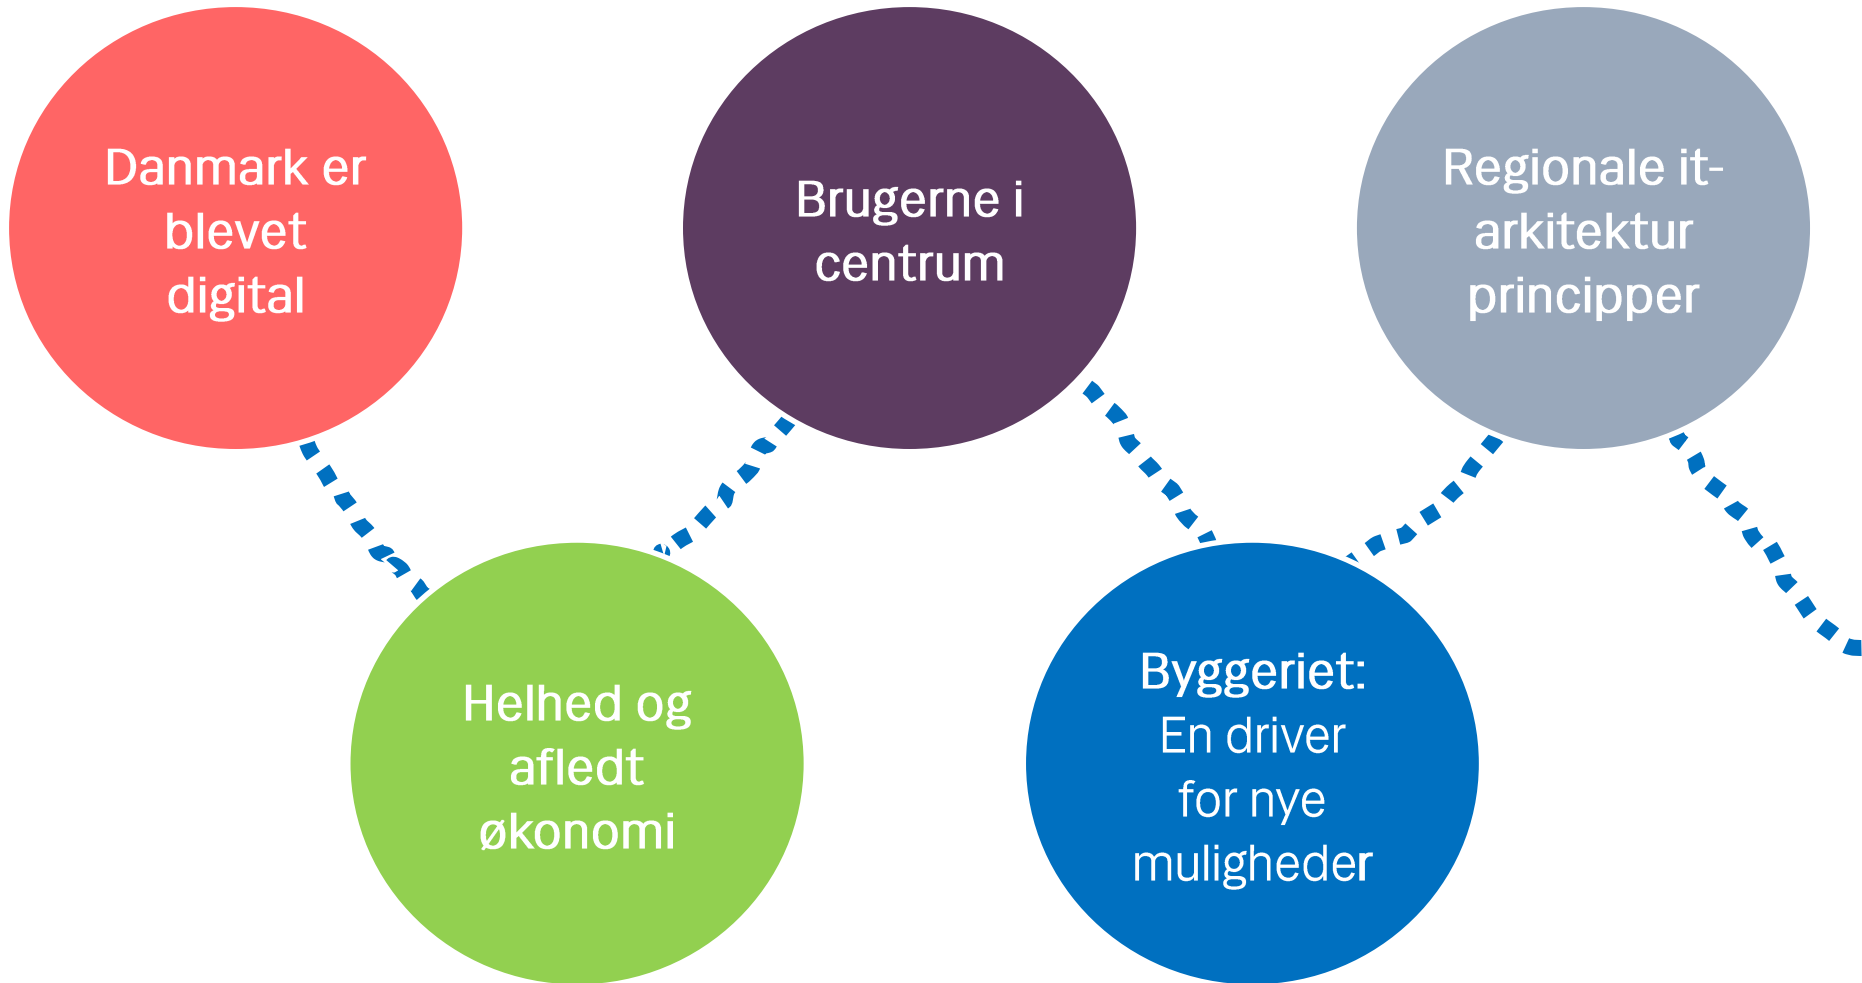 Danmark er
blevet
digital
Helhed og
afledt
økonomi
Brugerne i
centrum
Byggeriet:
En driver
for nye
muligheder
Regionale it-
arkitektur
principper